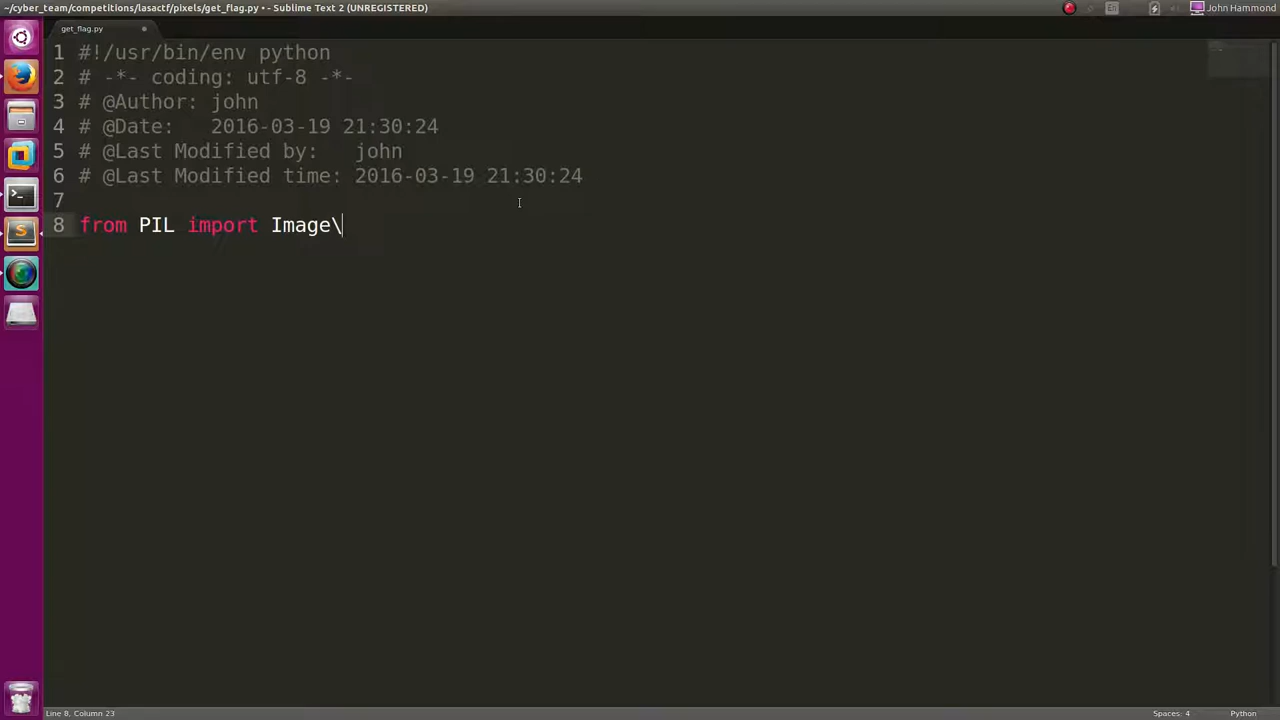 ~/cyber_team/competitions/lasactf/pixels/get_flag.py • - Sublime Text 2 (UNREGISTERED)
En
John Hammond
get_flag.py
1 #!/usr/bin/env python
2 # -*- coding: utf-8 -*-
3 # @Author: john
4 # @Date:   2016-03-19 21:30:24
5 # @Last Modified by:   john
6 # @Last Modified time: 2016-03-19 21:30:24
7
8 from PIL import Image\
Line 8, Column 23
Spaces: 4
Python